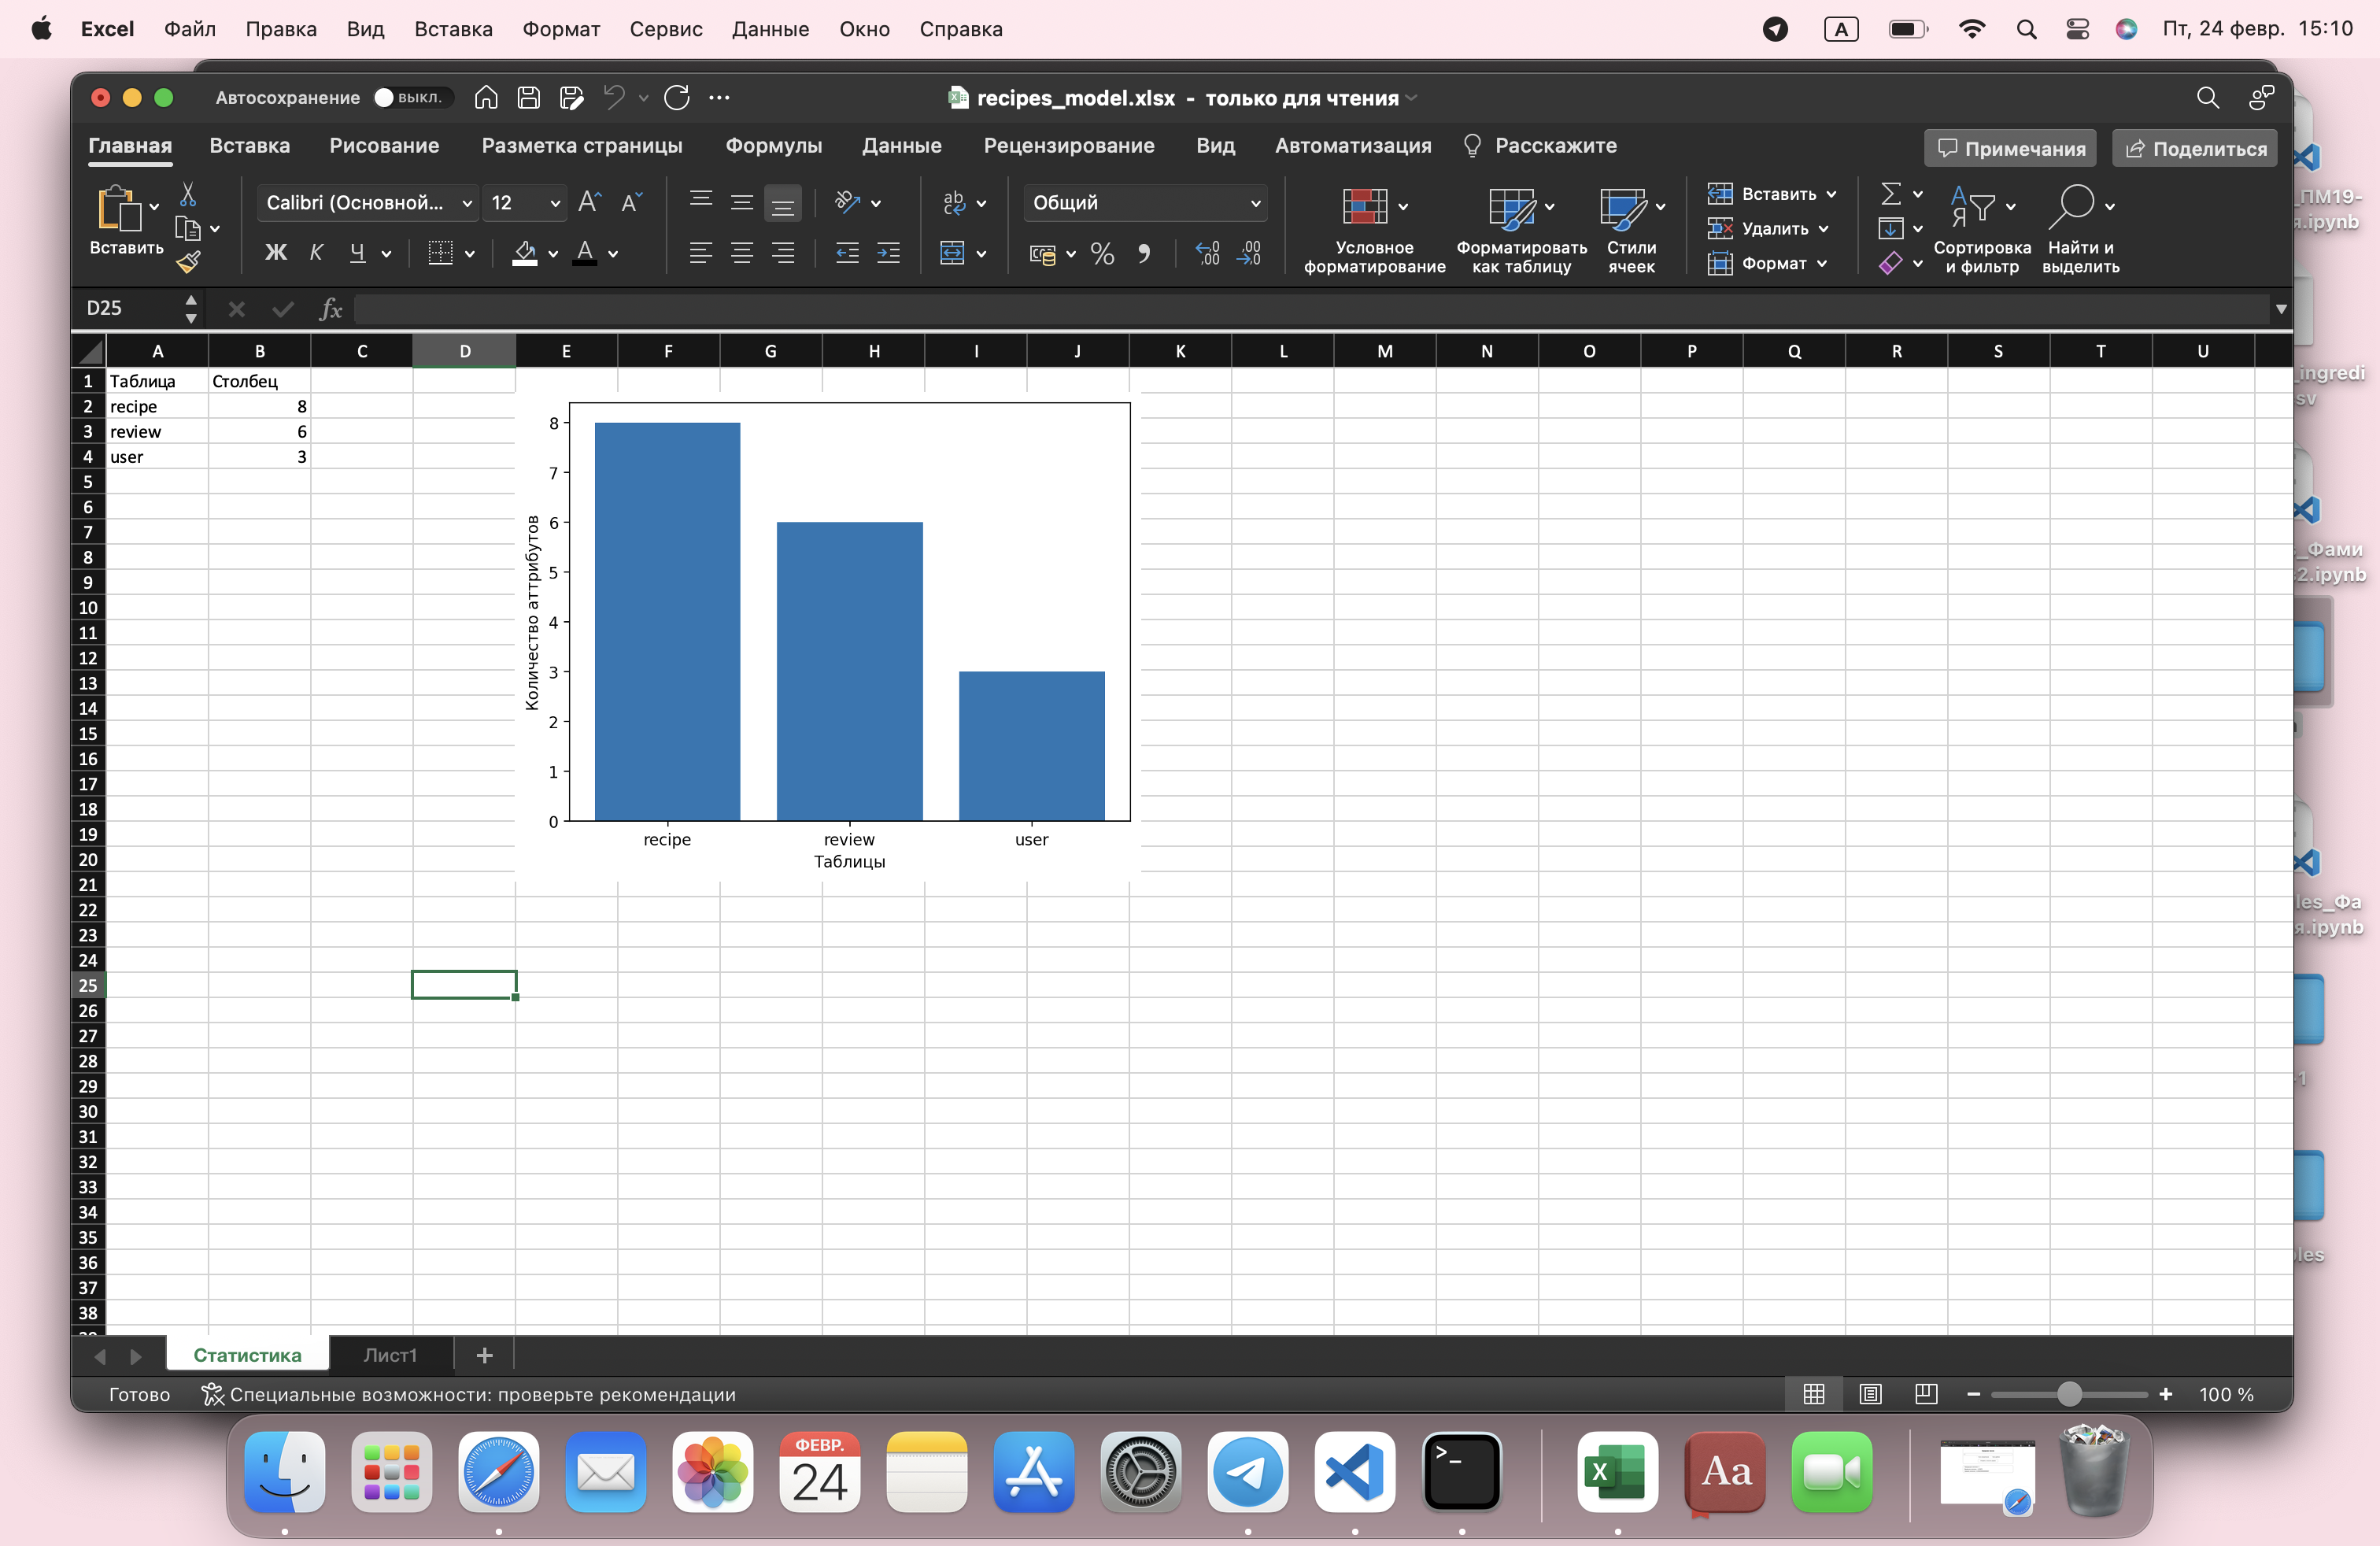 Excel Файл Правка Вид Вставка Формат Сервис Данные Окно Справка A Пт, 24 февр. 15:10
Автосохранение ВЫКЛ. recipes_model.xlsx - только для чтения
Главная Вставка Рисование Разметка страницы Формулы Данные Рецензирование Вид Автоматизация Расскажите Примечания Поделиться
Вставить
Calibri (Основной... 12
Ж К Ч
Общий
Условное форматирование
Форматировать как таблицу
Стили ячеек
Вставить
Удалить
Формат
Сортировка и фильтр
Найти и выделить
D25 fx
A B C D E F G H I J K L M N O P Q R S T U
1 Таблица Столбец
2 recipe 8
3 review 6
4 user 3
5
6
7
8
9
10
11
12
13
14
15
16
17
18
19
20
21
22
23
24
25
26
27
28
29
30
31
32
33
34
35
36
37
38
Количество аттрибутов
8
7
6
5
4
3
2
1
0
recipe review user
Таблицы
_ПМ19-
я.ipynb
_ingredi
sv
_Фами
2.ipynb
les_Фа
я.ipynb
-1
les
Статистика Лист1 +
Готово Специальные возможности: проверьте рекомендации 100 %
ФЕВР.
24
Aa